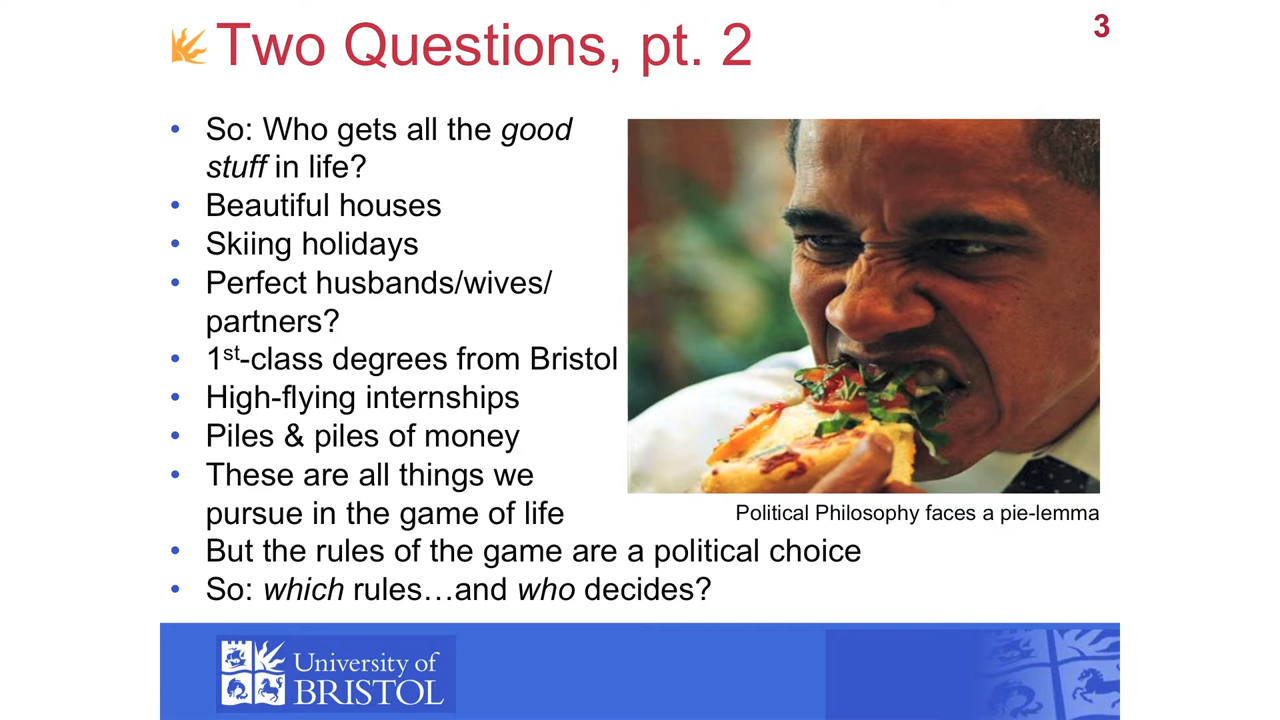 Two Questions, pt. 2
3
• So: Who gets all the good
stuff in life?
• Beautiful houses
• Skiing holidays
• Perfect husbands/wives/
partners?
• 1st-class degrees from Bristol
• High-flying internships
• Piles & piles of money
• These are all things we
pursue in the game of life
Political Philosophy faces a pie-lemma
• But the rules of the game are a political choice
• So: which rules…and who decides?
University of
BRISTOL